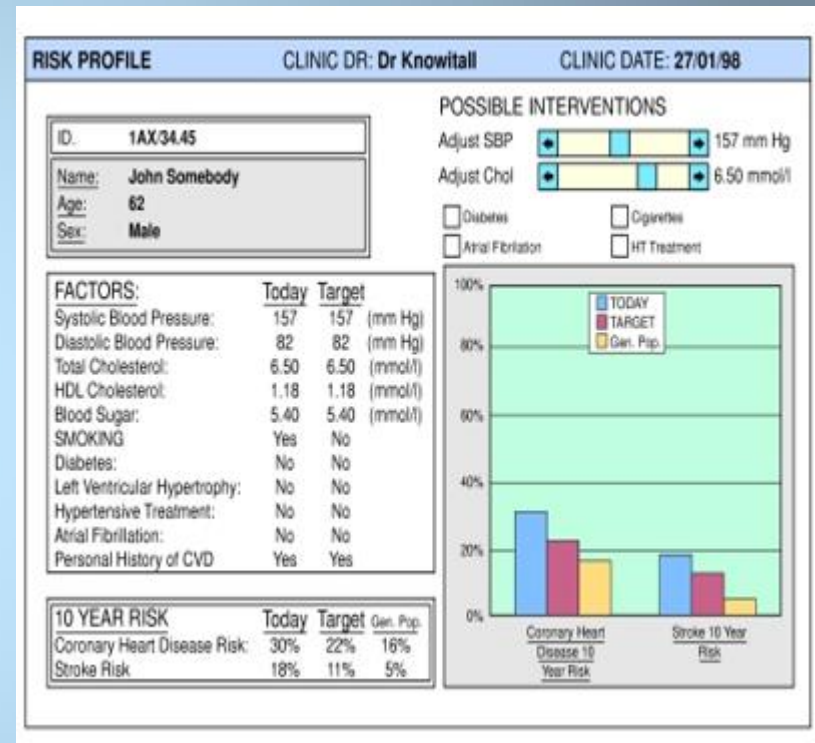 RISK PROFILE CLINIC DR: Dr Knowitall CLINIC DATE: 27/01/98
ID. 1AX/34.45
Name: John Somebody
Age: 62
Sex: Male
POSSIBLE INTERVENTIONS
Adjust SBP 157 mm Hg
Adjust Chol 6.50 mmol/l
Diabetes Cigarettes
Atrial Fibrilation HT Treatment
FACTORS: Today Target
Systolic Blood Pressure: 157 157 (mm Hg)
Diastolic Blood Pressure: 82 82 (mm Hg)
Total Cholesterol: 6.50 6.50 (mmol/l)
HDL Cholesterol: 1.18 1.18 (mmol/l)
Blood Sugar: 5.40 5.40 (mmol/l)
SMOKING Yes No
Diabetes: No No
Left Ventricular Hypertrophy: No No
Hypertensive Treatment: No No
Atrial Fibrillation: No No
Personal History of CVD Yes Yes
10 YEAR RISK Today Target Gen. Pop.
Coronary Heart Disease Risk: 30% 22% 16%
Stroke Risk 18% 11% 5%
100%
80%
60%
40%
20%
0%
TODAY
TARGET
Gen. Pop.
Coronary Heart
Disease 10
Year Risk
Stroke 10 Year
Risk